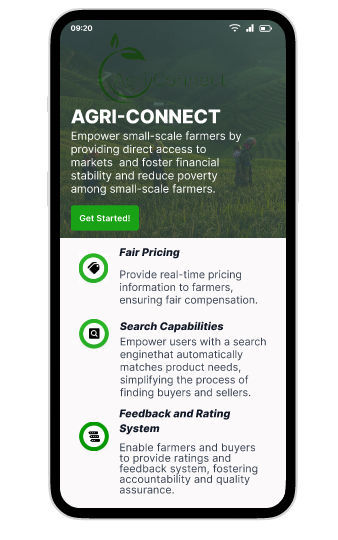 09:20
AGRI-CONNECT
Empower small-scale farmers by
providing direct access to
markets and foster financial
stability and reduce poverty
among small-scale farmers.
Get Started!
Fair Pricing
Provide real-time pricing
information to farmers,
ensuring fair compensation.
Search Capabilities
Empower users with a search
enginethat automatically
matches product needs,
simplifying the process of
finding buyers and sellers.
Feedback and Rating
System
Enable farmers and buyers
to provide ratings and
feedback system, fostering
accountability and quality
assurance.